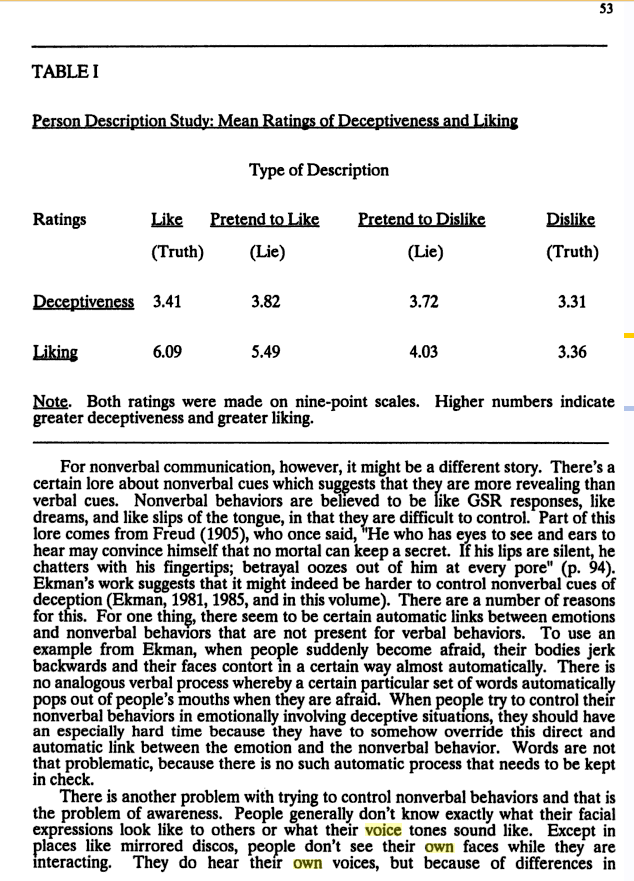 53
TABLE I
Person Description Study: Mean Ratings of Deceptiveness and Liking
Type of Description
Ratings Like Pretend to Like Pretend to Dislike Dislike
(Truth) (Lie) (Lie) (Truth)
Deceptiveness 3.41 3.82 3.72 3.31
Liking 6.09 5.49 4.03 3.36
Note. Both ratings were made on nine-point scales. Higher numbers indicate
greater deceptiveness and greater liking.
For nonverbal communication, however, it might be a different story. There's a
certain lore about nonverbal cues which suggests that they are more revealing than
verbal cues. Nonverbal behaviors are believed to be like GSR responses, like
dreams, and like slips of the tongue, in that they are difficult to control. Part of this
lore comes from Freud (1905), who once said, "He who has eyes to see and ears to
hear may convince himself that no mortal can keep a secret. If his lips are silent, he
chatters with his fingertips; betrayal oozes out of him at every pore" (p. 94).
Ekman's work suggests that it might indeed be harder to control nonverbal cues of
deception (Ekman, 1981, 1985, and in this volume). There are a number of reasons
for this. For one thing, there seem to be certain automatic links between emotions
and nonverbal behaviors that are not present for verbal behaviors. To use an
example from Ekman, when people suddenly become afraid, their bodies jerk
backwards and their faces contort in a certain way almost automatically. There is
no analogous verbal process whereby a certain particular set of words automatically
pops out of people's mouths when they are afraid. When people try to control their
nonverbal behaviors in emotionally involving deceptive situations, they should have
an especially hard time because they have to somehow override this direct and
automatic link between the emotion and the nonverbal behavior. Words are not
that problematic, because there is no such automatic process that needs to be kept
in check.
There is another problem with trying to control nonverbal behaviors and that is
the problem of awareness. People generally don't know exactly what their facial
expressions look like to others or what their voice tones sound like. Except in
places like mirrored discos, people don't see their own faces while they are
interacting. They do hear their own voices, but because of differences in